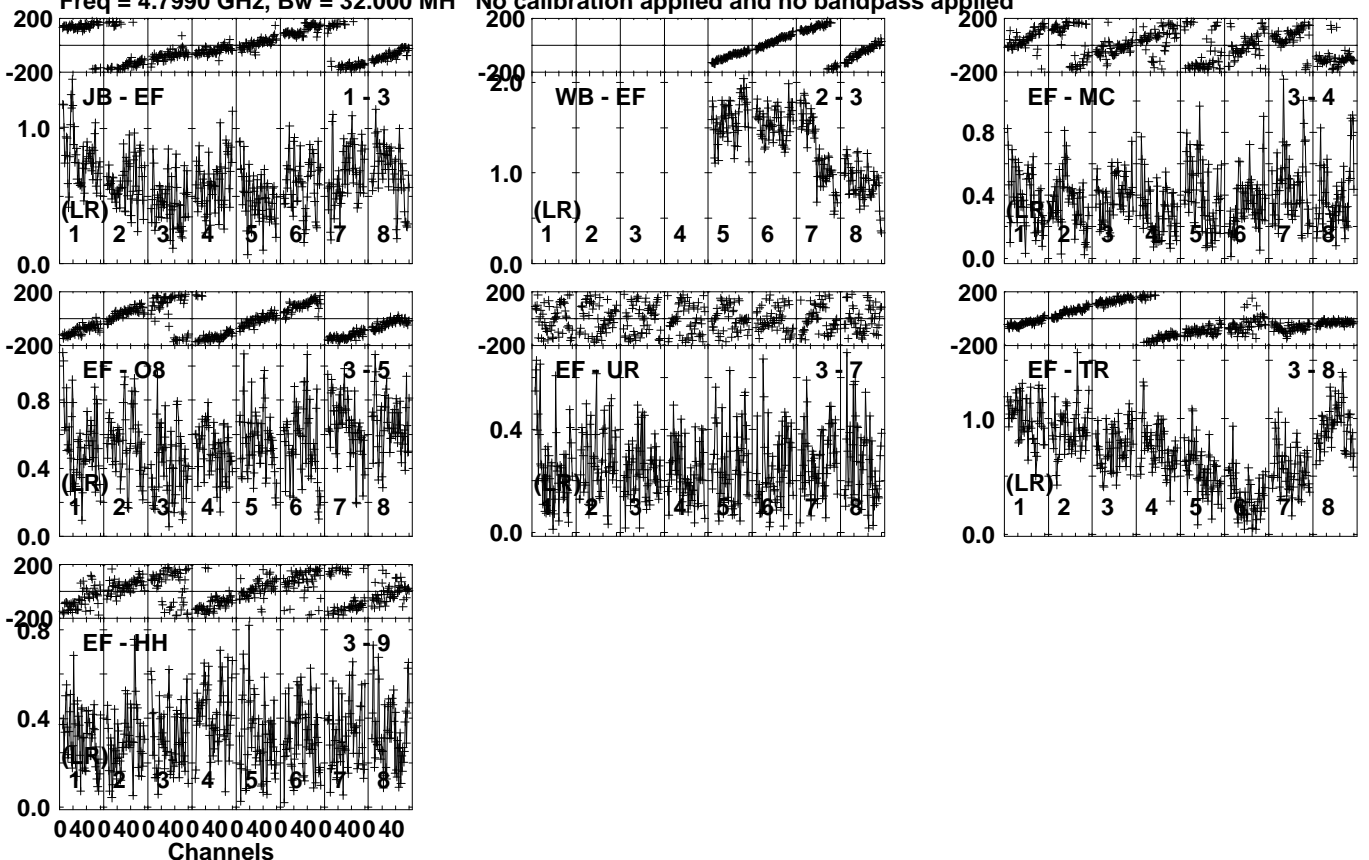 Freq = 4.7990 GHz, Bw = 32.000 MH No calibration applied and no bandpass applied
200
-200
JB - EF 1 - 3
1.0
(LR)
1 2 3 4 5 6 7 8
0.0
200
-200
2.0
WB - EF 2 - 3
1.0
(LR)
1 2 3 4 5 6 7 8
0.0
200
-200
EF - MC 3 - 4
0.8
0.4
(LR)
1 2 3 4 5 6 7 8
0.0
200
-200
EF - O8 3 - 5
0.8
0.4
(LR)
1 2 3 4 5 6 7 8
0.0
200
-200
EF - UR 3 - 7
0.4
(LR)
1 2 3 4 5 6 7 8
0.0
200
-200
EF - TR 3 - 8
1.0
(LR)
1 2 3 4 5 6 7 8
0.0
200
-200
0.8
EF - HH 3 - 9
0.4
(LR)
1 2 3 4 5 6 7 8
0.0
0 40 0 40 0 40 0 40 0 40 0 40 0 40 0 40
Channels